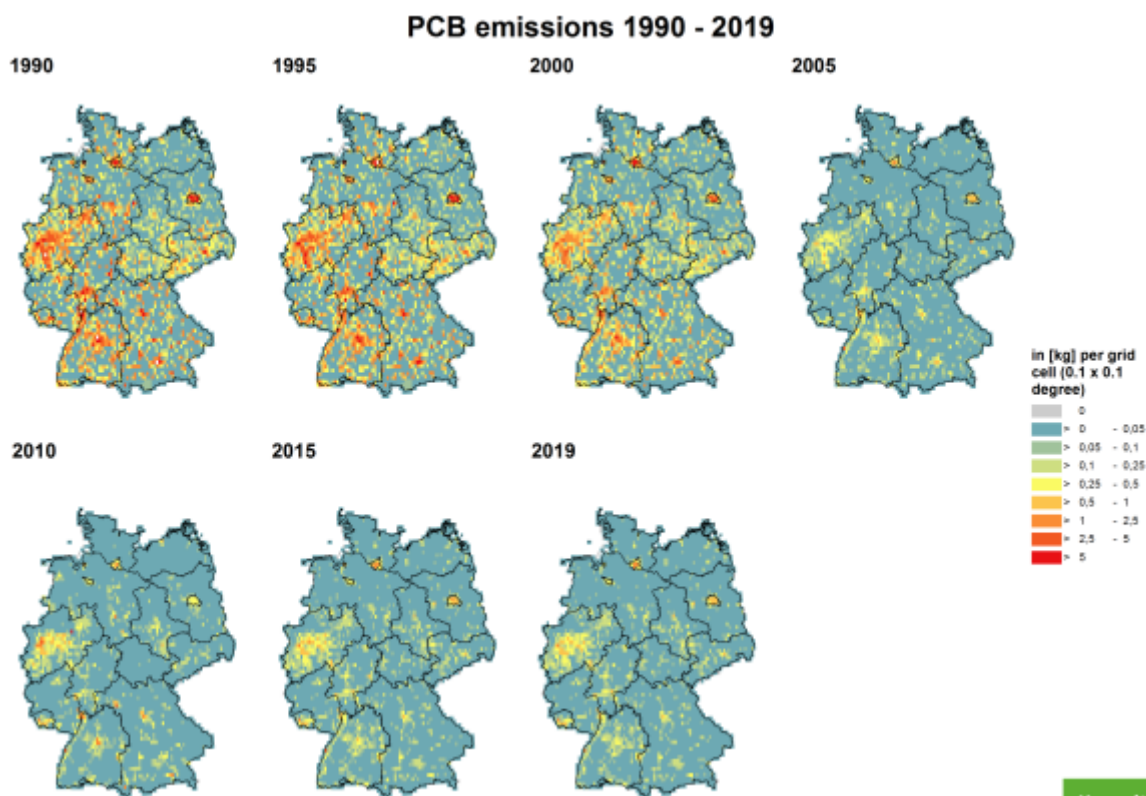 PCB emissions 1990 - 2019
1990
1995
2000
2005
in [kg] per grid
cell (0.1 x 0.1
degree)
0
> 0 - 0,05
> 0,05 - 0,1
> 0,1 - 0,25
> 0,25 - 0,5
> 0,5 - 1
> 1 - 2,5
> 2,5 - 5
> 5
2010
2015
2019